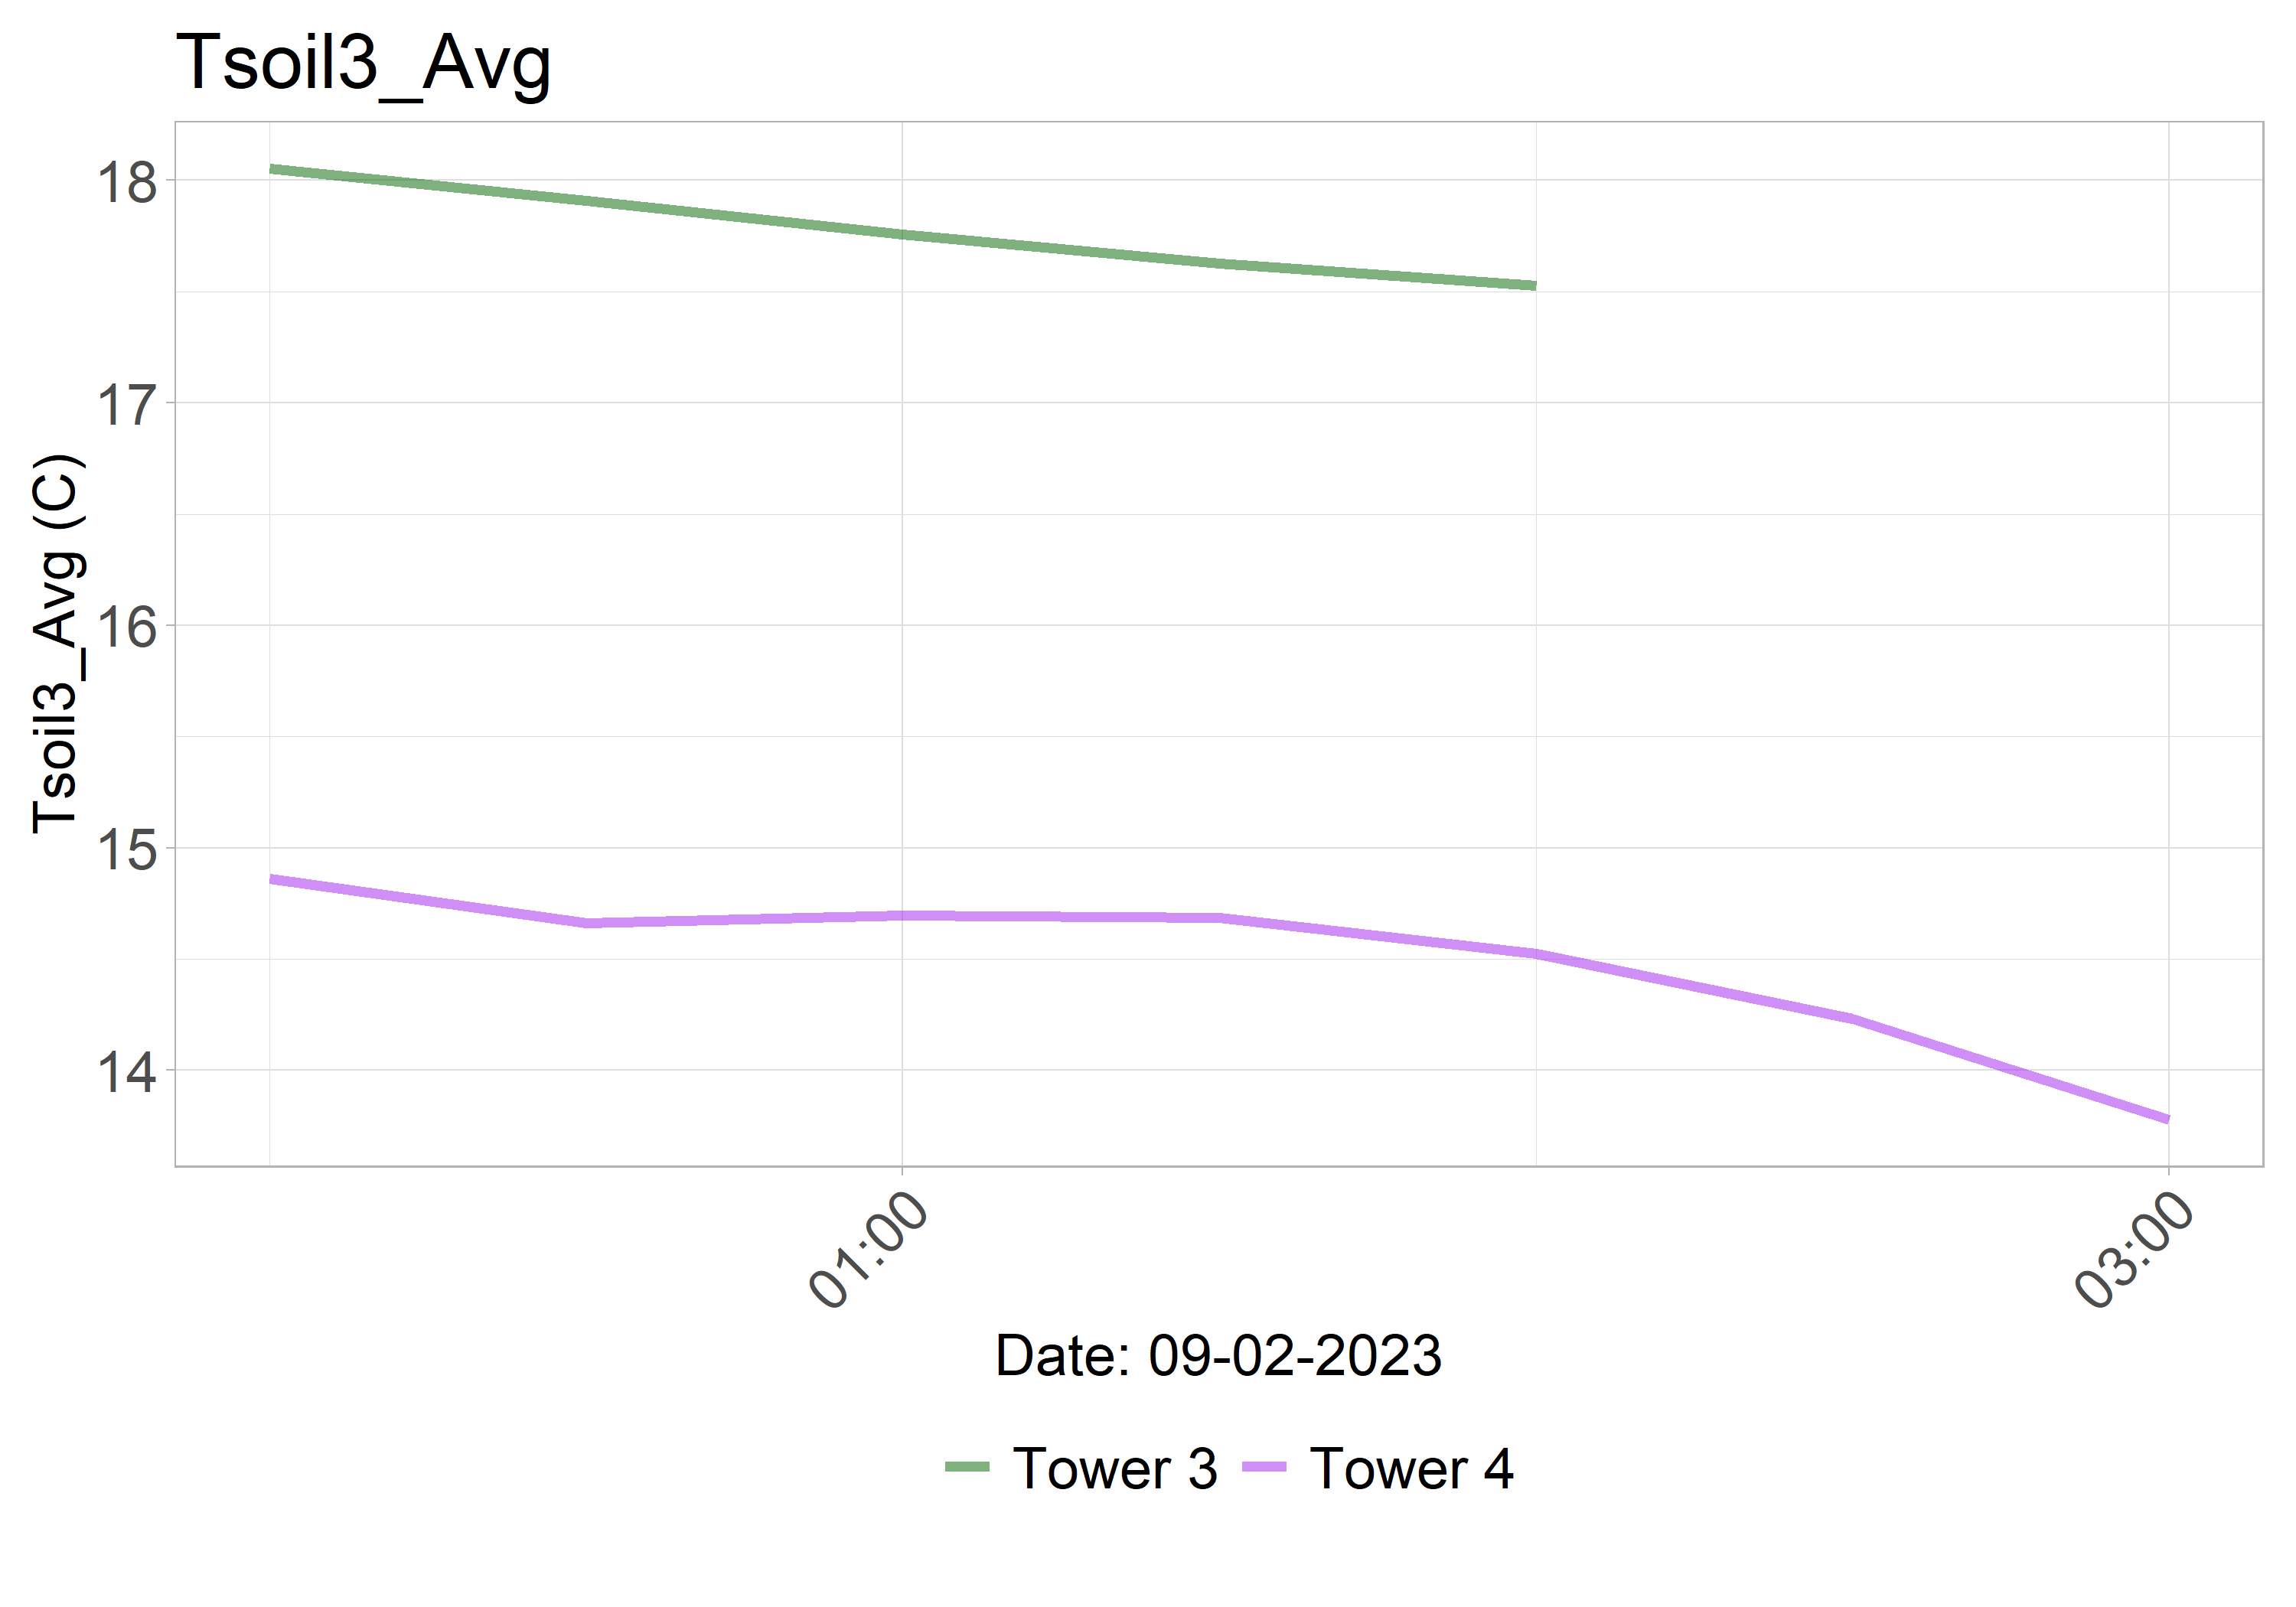 Tsoil3_Avg
Tsoil3_Avg (C)
18
17
16
15
14
01:00
03:00
Date: 09-02-2023
Tower 3
Tower 4